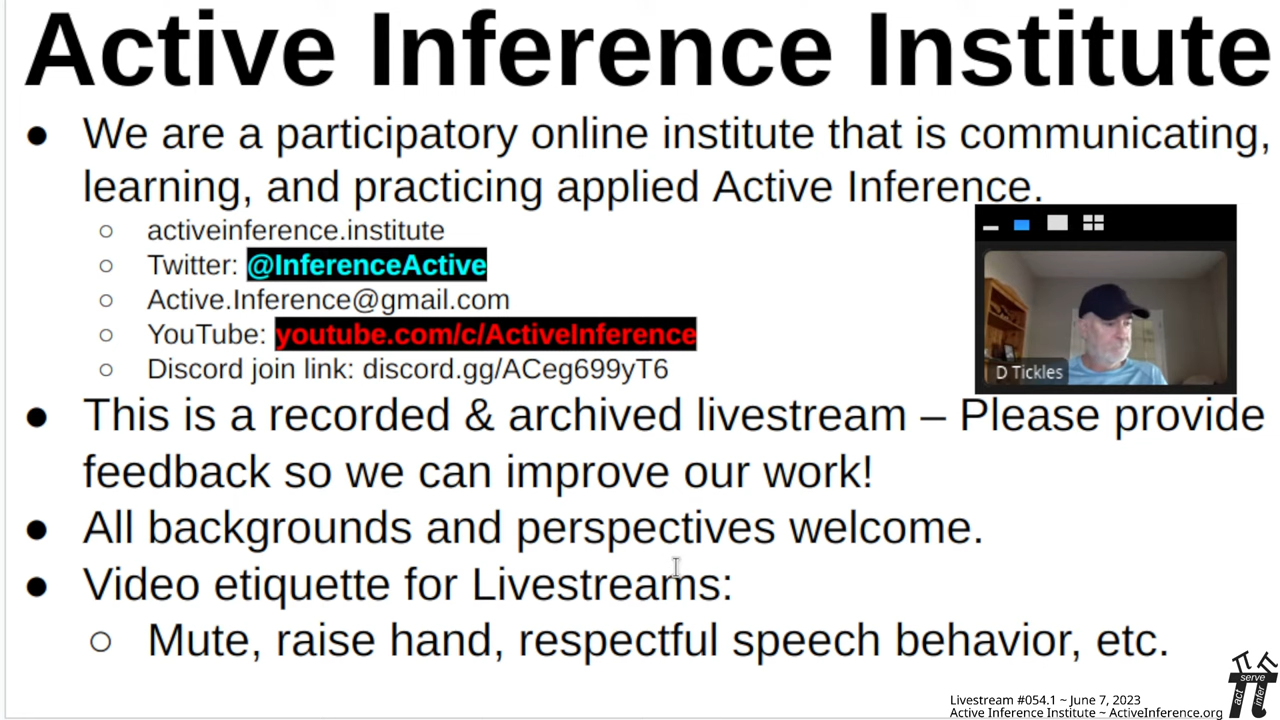 Active Inference Institute
● We are a participatory online institute that is communicating,
learning, and practicing applied Active Inference.
○ activeinference.institute
○ Twitter: @InferenceActive
○ Active.Inference@gmail.com
○ YouTube: youtube.com/c/ActiveInference
○ Discord join link: discord.gg/ACeg699yT6
D Tickles
● This is a recorded & archived livestream – Please provide
feedback so we can improve our work!
● All backgrounds and perspectives welcome.
● Video etiquette for Livestreams:
○ Mute, raise hand, respectful speech behavior, etc.
Livestream #054.1 ~ June 7, 2023
Active Inference Institute ~ ActiveInference.org
serve
act
infer